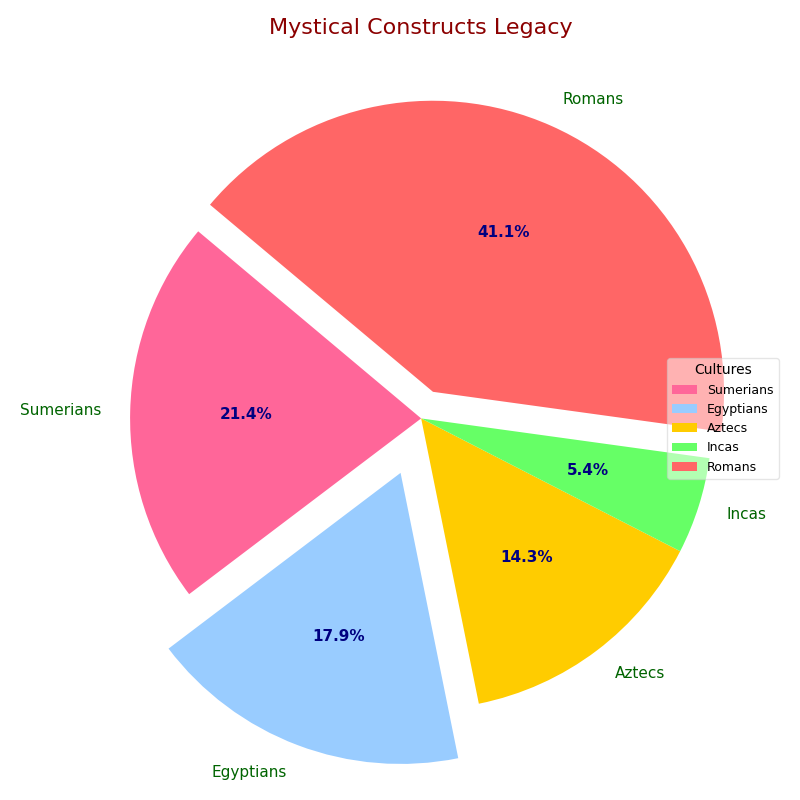 Mystical Constructs Legacy
Romans
41.1%
Sumerians
21.4%
Cultures
Sumerians
Egyptians
Aztecs
Incas
Romans
5.4%
Incas
14.3%
17.9%
Aztecs
Egyptians